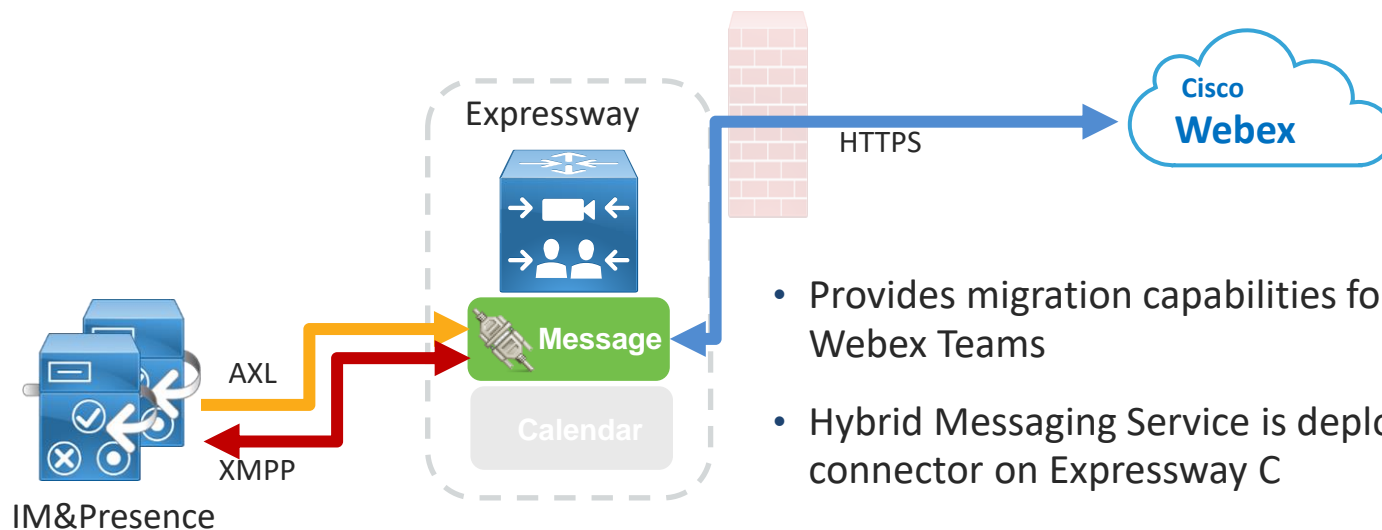 Expressway
Cisco
Webex
HTTPS
Message
Calendar
AXL
XMPP
IM&Presence
• Provides migration capabilities fo
Webex Teams
• Hybrid Messaging Service is deplo
connector on Expressway C